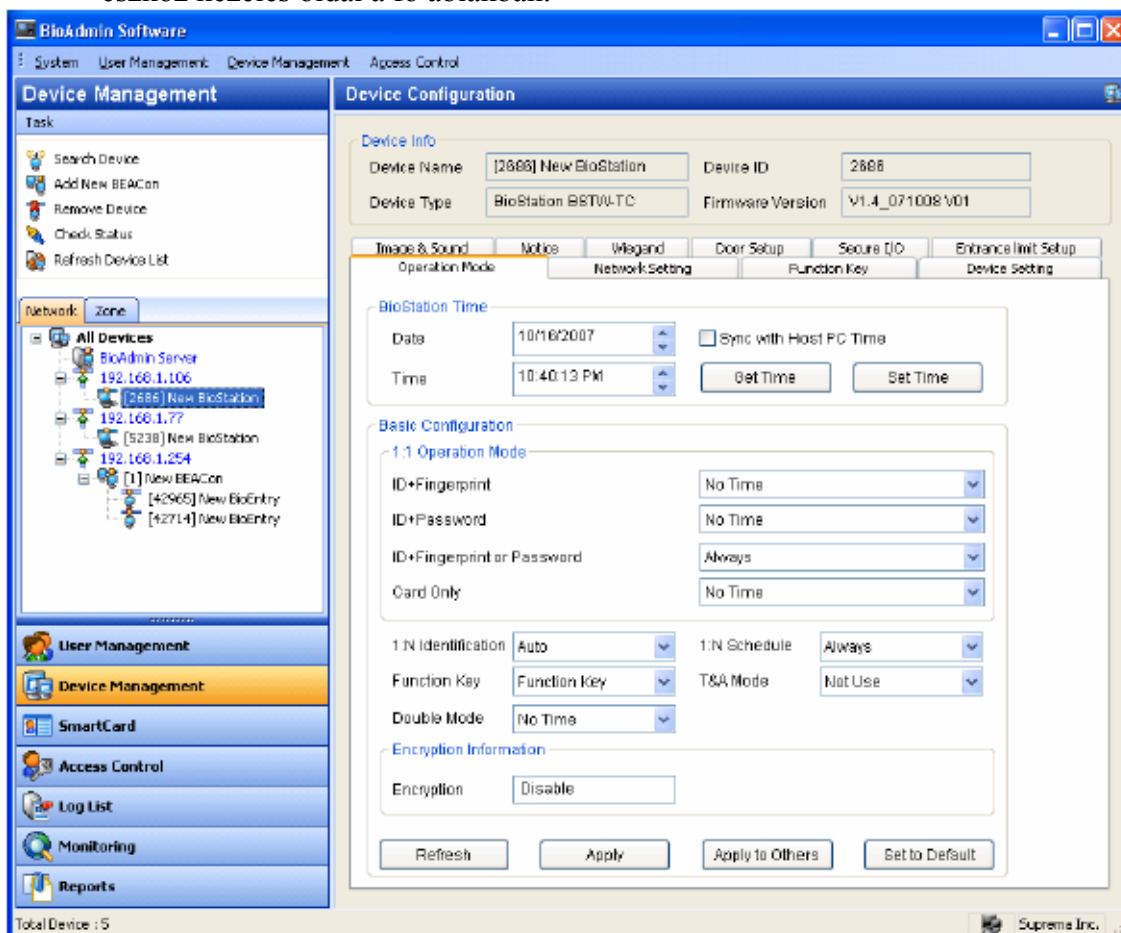 eszköz kezelés oldal a fő ablakban.
BioAdmin Software
System User Management Device Management Access Control
Device Management
Task
Search Device
Add New BEACon
Remove Device
Check Status
Refresh Device List
Network Zone
All Devices
BioAdmin Server
192.168.1.106
[2686] New BioStation
192.168.1.77
[5238] New BioStation
192.168.1.254
[1] New BEACon
[42965] New BioEntry
[42714] New BioEntry
User Management
Device Management
SmartCard
Access Control
Log List
Monitoring
Reports
Device Configuration
Device Info
Device Name [2686] New BioStation Device ID 2686
Device Type BioStation BSTW-TC Firmware Version V1.4_071008 V01
Image & Sound Notice Wiegand Door Setup Secure I/O Entrance limit Setup
Operation Mode Network Setting Function Key Device Setting
BioStation Time
Date 10/16/2007 Sync with Host PC Time
Time 10:40:13 PM Get Time Set Time
Basic Configuration
1:1 Operation Mode
ID+Fingerprint No Time
ID+Password No Time
ID+Fingerprint or Password Always
Card Only No Time
1:N Identification Auto 1:N Schedule Always
Function Key Function Key T&A Mode Not Use
Double Mode No Time
Encryption Information
Encryption Disable
Refresh Apply Apply to Others Set to Default
Total Device : 5 Suprema Inc.